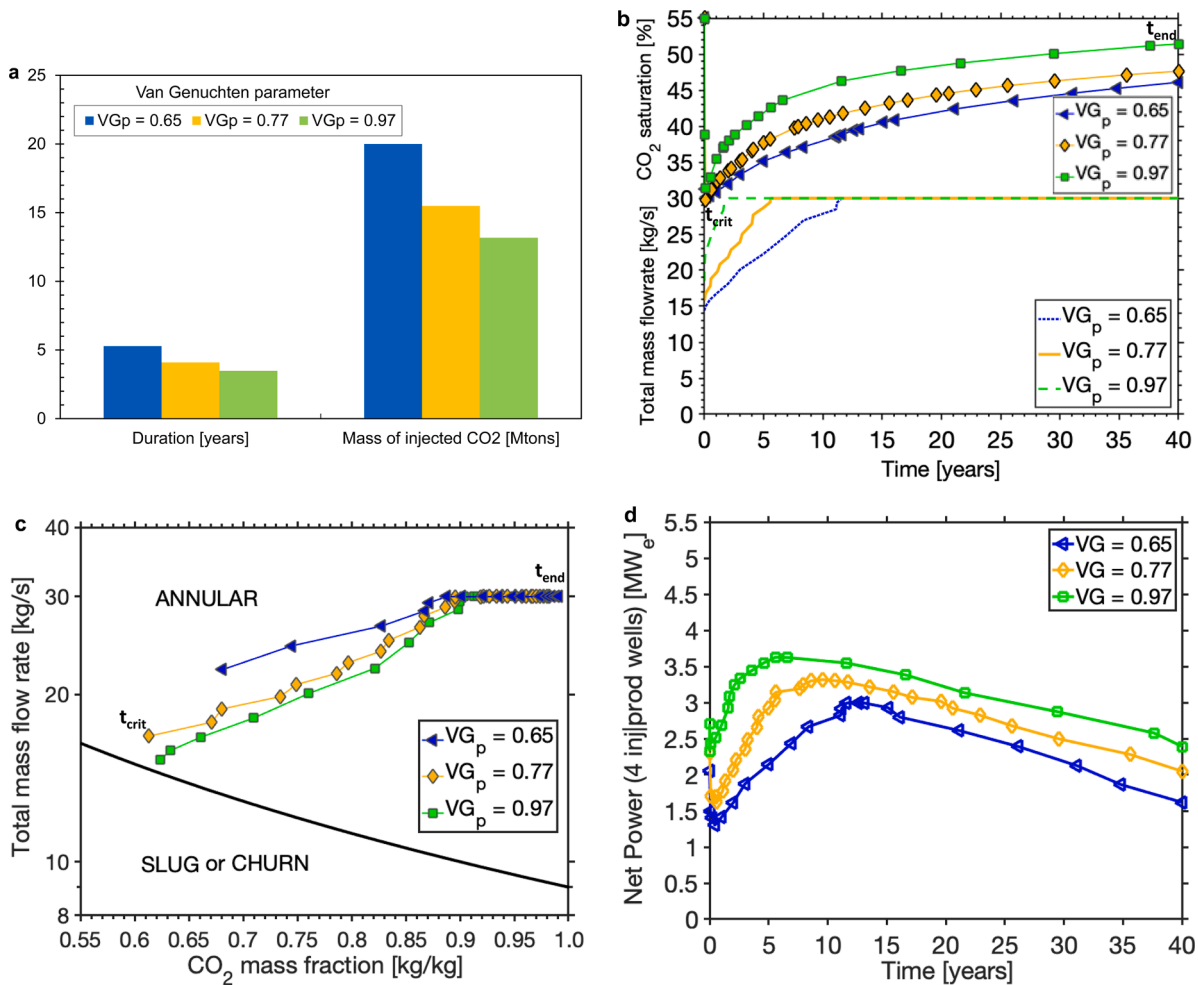 a
25
20
15
10
5
0
Van Genuchten parameter
VGp = 0.65 VGp = 0.77 VGp = 0.97
Duration [years] Mass of injected CO2 [Mtons]
b
CO2 saturation [%]
55
50
45
40
35
30
tend
tcrit
VGp = 0.65
VGp = 0.77
VGp = 0.97
Total mass flowrate [kg/s]
25
20
15
10
5
0
VGp = 0.65
VGp = 0.77
VGp = 0.97
0 5 10 15 20 25 30 35 40
Time [years]
c
Total mass flow rate [kg/s]
40
30
20
10
8
ANNULAR
tend
tcrit
VGp = 0.65
VGp = 0.77
VGp = 0.97
SLUG or CHURN
0.55 0.6 0.65 0.7 0.75 0.8 0.85 0.9 0.95 1.0
CO2 mass fraction [kg/kg]
d
Net Power (4 inj|prod wells) [MWe]
5.5
5
4.5
4
3.5
3
2.5
2
1.5
1
0.5
0
VG = 0.65
VG = 0.77
VG = 0.97
0 5 10 15 20 25 30 35 40
Time [years]